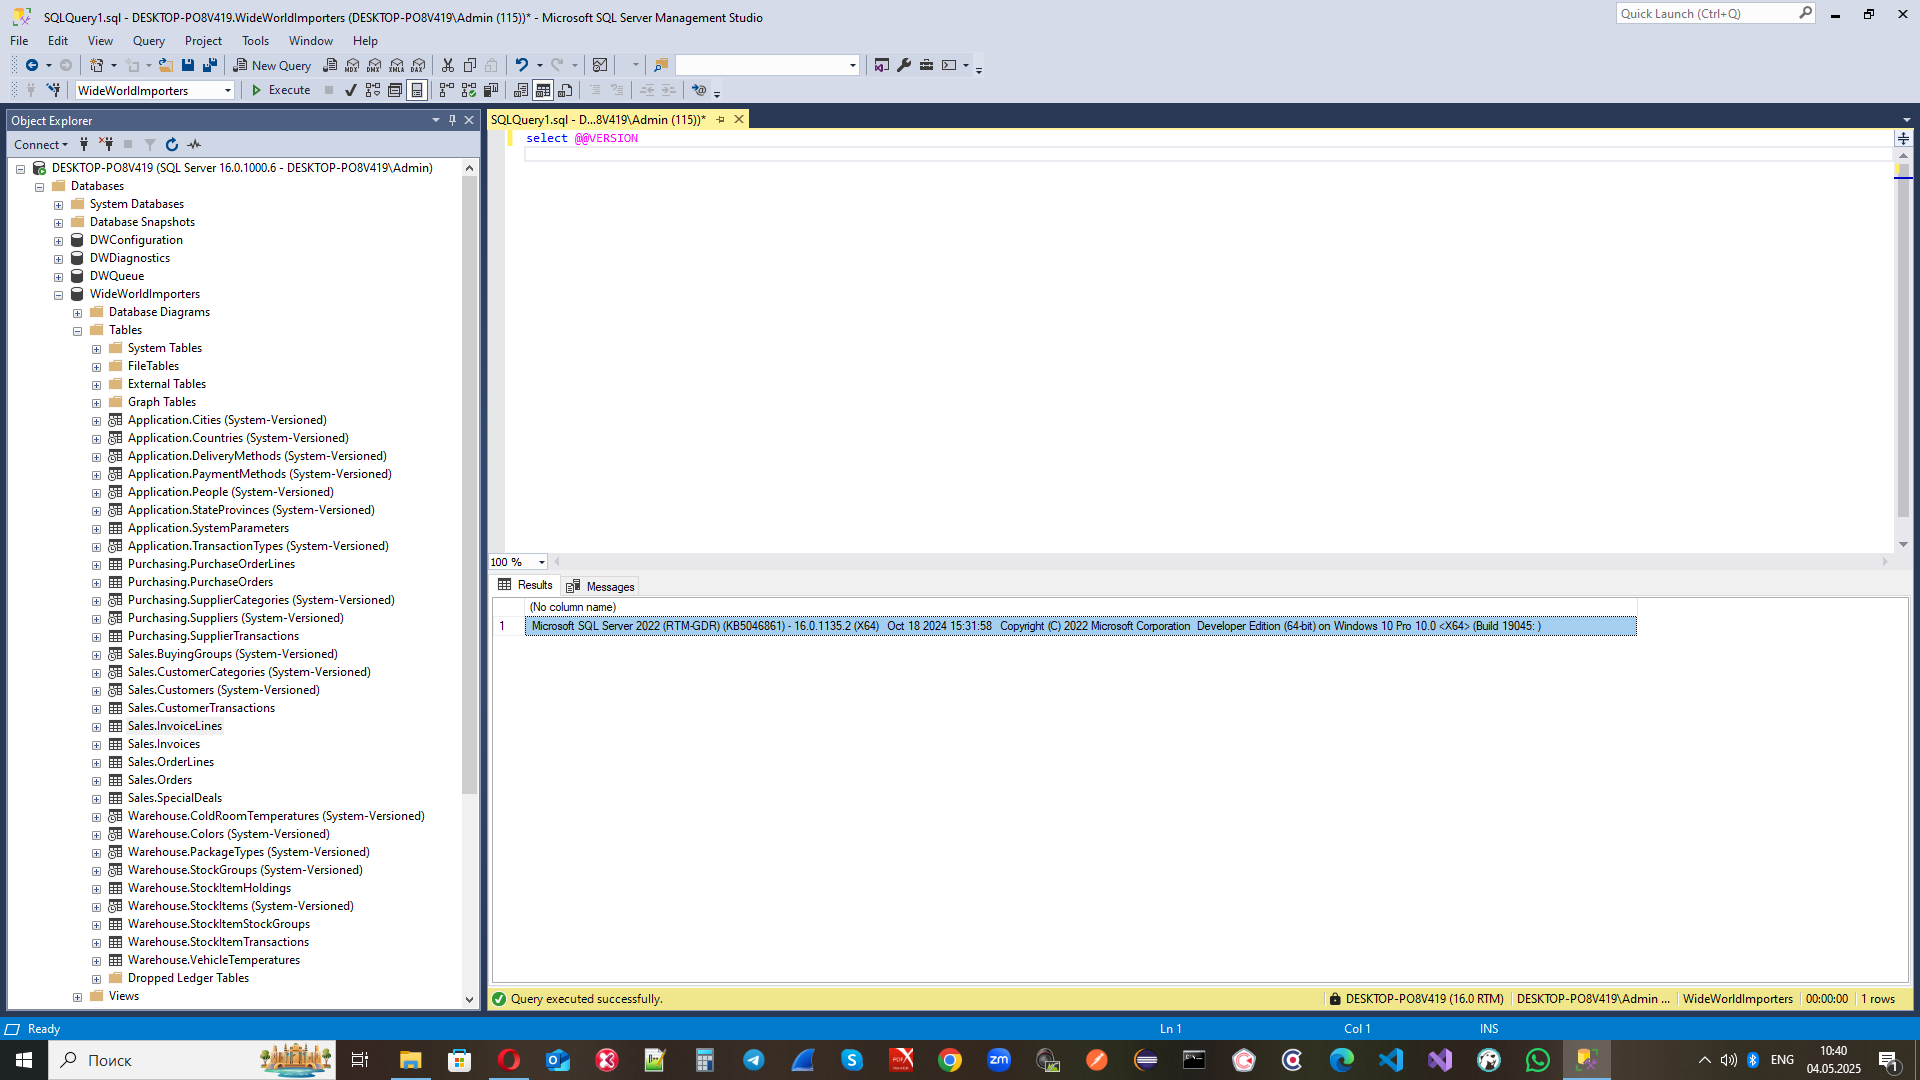 SQLQuery1.sql - DESKTOP-PO8V419.WideWorldImporters (DESKTOP-PO8V419\Admin (115))* - Microsoft SQL Server Management Studio
Quick Launch (Ctrl+Q)
File Edit View Query Project Tools Window Help
New Query MDX DMX XMLA DAX
WideWorldImporters Execute
Object Explorer
SQLQuery1.sql - D...8V419\Admin (115))*
Connect
select @@VERSION
DESKTOP-PO8V419 (SQL Server 16.0.1000.6 - DESKTOP-PO8V419\Admin)
Databases
System Databases
Database Snapshots
DWConfiguration
DWDiagnostics
DWQueue
WideWorldImporters
Database Diagrams
Tables
System Tables
FileTables
External Tables
Graph Tables
Application.Cities (System-Versioned)
Application.Countries (System-Versioned)
Application.DeliveryMethods (System-Versioned)
Application.PaymentMethods (System-Versioned)
Application.People (System-Versioned)
Application.StateProvinces (System-Versioned)
Application.SystemParameters
Application.TransactionTypes (System-Versioned)
Purchasing.PurchaseOrderLines
Purchasing.PurchaseOrders
Purchasing.SupplierCategories (System-Versioned)
Purchasing.Suppliers (System-Versioned)
Purchasing.SupplierTransactions
Sales.BuyingGroups (System-Versioned)
Sales.CustomerCategories (System-Versioned)
Sales.Customers (System-Versioned)
Sales.CustomerTransactions
Sales.InvoiceLines
Sales.Invoices
Sales.OrderLines
Sales.Orders
Sales.SpecialDeals
Warehouse.ColdRoomTemperatures (System-Versioned)
Warehouse.Colors (System-Versioned)
Warehouse.PackageTypes (System-Versioned)
Warehouse.StockGroups (System-Versioned)
Warehouse.StockItemHoldings
Warehouse.StockItems (System-Versioned)
Warehouse.StockItemStockGroups
Warehouse.StockItemTransactions
Warehouse.VehicleTemperatures
Dropped Ledger Tables
Views
100 %
Results Messages
(No column name)
1 Microsoft SQL Server 2022 (RTM-GDR) (KB5046861) - 16.0.1135.2 (X64) Oct 18 2024 15:31:58 Copyright (C) 2022 Microsoft Corporation Developer Edition (64-bit) on Windows 10 Pro 10.0 <X64> (Build 19045: )
Query executed successfully.
DESKTOP-PO8V419 (16.0 RTM) DESKTOP-PO8V419\Admin ... WideWorldImporters 00:00:00 1 rows
Ready Ln 1 Col 1 INS
Поиск
zm
ENG
10:40
04.05.2025
1